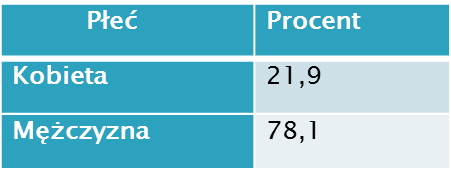 Płeć Procent
Kobieta 21,9
Mężczyzna 78,1